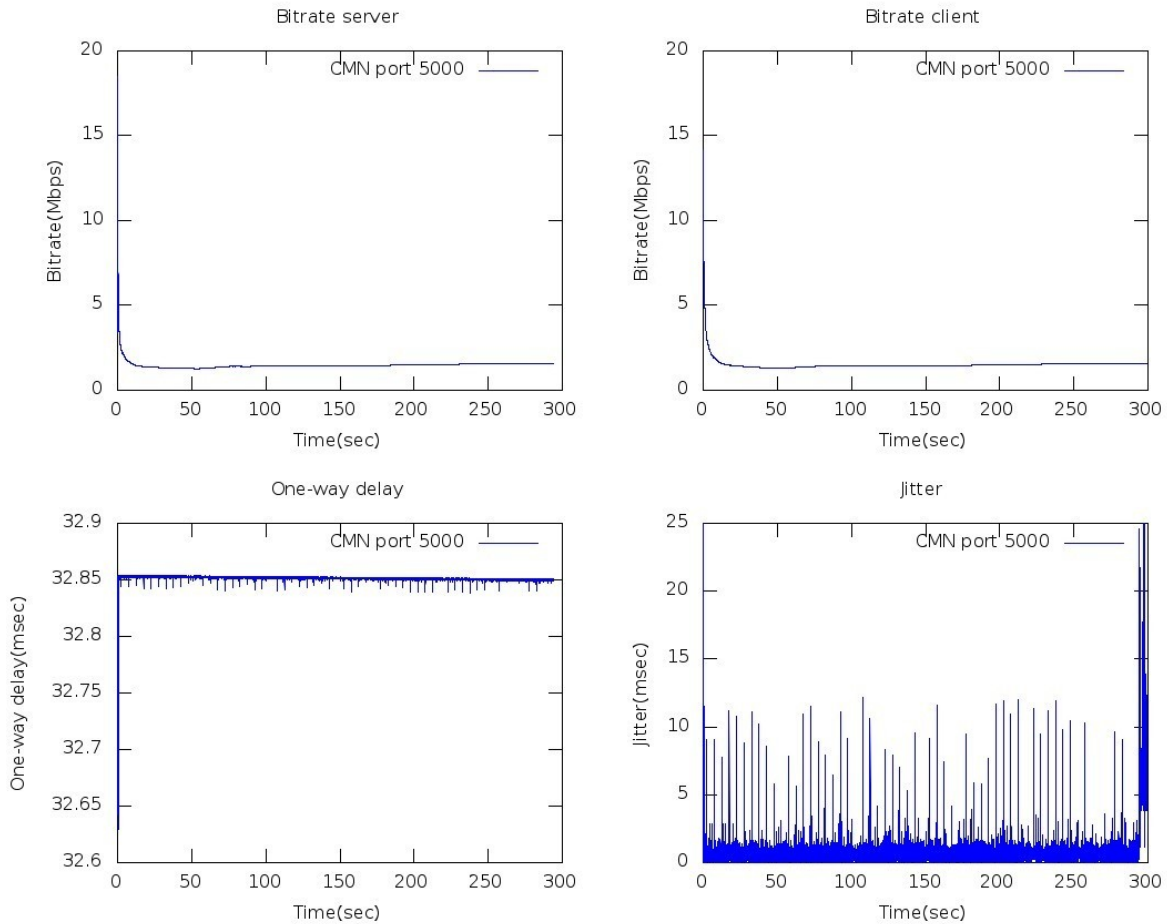 Bitrate server
20
15
10
5
0
Bitrate(Mbps)
CMN port 5000
0 50 100 150 200 250 300
Time(sec)
Bitrate client
20
15
10
5
0
Bitrate(Mbps)
CMN port 5000
0 50 100 150 200 250 300
Time(sec)
One-way delay
32.9
32.85
32.8
32.75
32.7
32.65
32.6
One-way delay(msec)
CMN port 5000
0 50 100 150 200 250 300
Time(sec)
Jitter
25
20
15
10
5
0
Jitter(msec)
CMN port 5000
0 50 100 150 200 250 300
Time(sec)